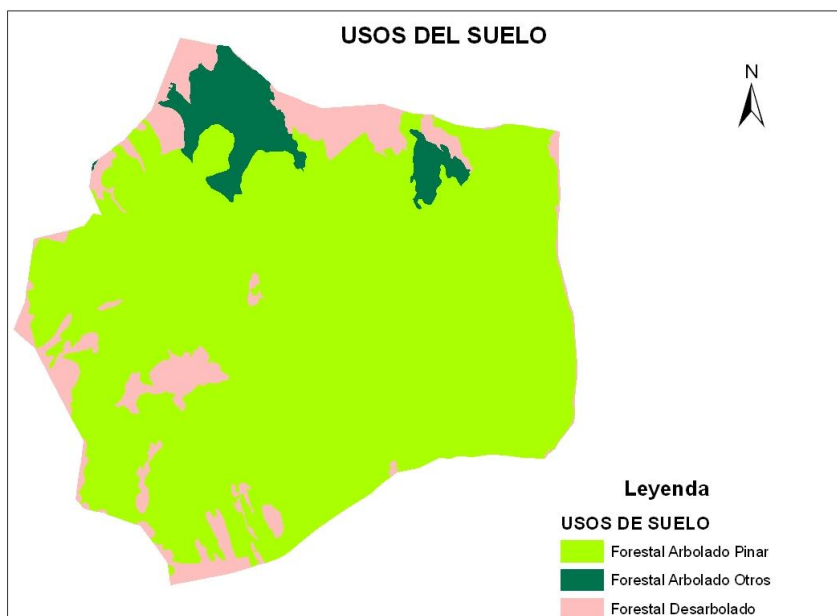 USOS DEL SUELO
N
Leyenda
USOS DE SUELO
Forestal Arbolado Pinar
Forestal Arbolado Otros
Forestal Desarbolado